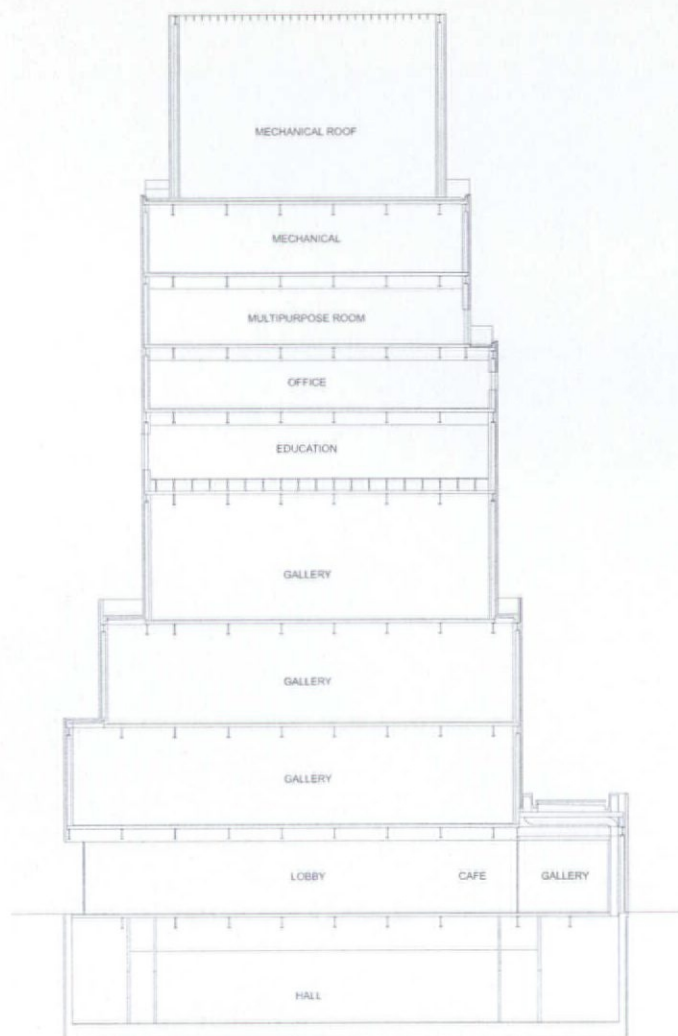 MECHANICAL ROOF
MECHANICAL
MULTIPURPOSE ROOM
OFFICE
EDUCATION
GALLERY
GALLERY
GALLERY
LOBBY CAFE GALLERY
HALL